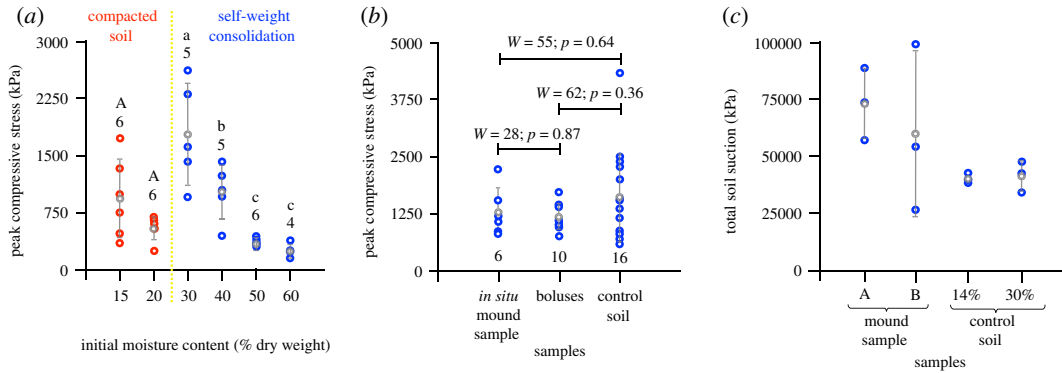 (a)
compacted
soil
self-weight
consolidation
peak compressive stress (kPa)
3000
2250
1500
750
0
A
6
A
6
a
5
b
5
c
6
c
4
15
20
30
40
50
60
initial moisture content (% dry weight)
(b)
peak compressive stress (kPa)
5000
3750
2500
1250
0
W = 55; p = 0.64
W = 62; p = 0.36
W = 28; p = 0.87
6
10
16
in situ
mound
sample
boluses
control
soil
samples
(c)
total soil suction (kPa)
100000
75000
50000
25000
0
A
B
14%
30%
mound
sample
control
soil
samples